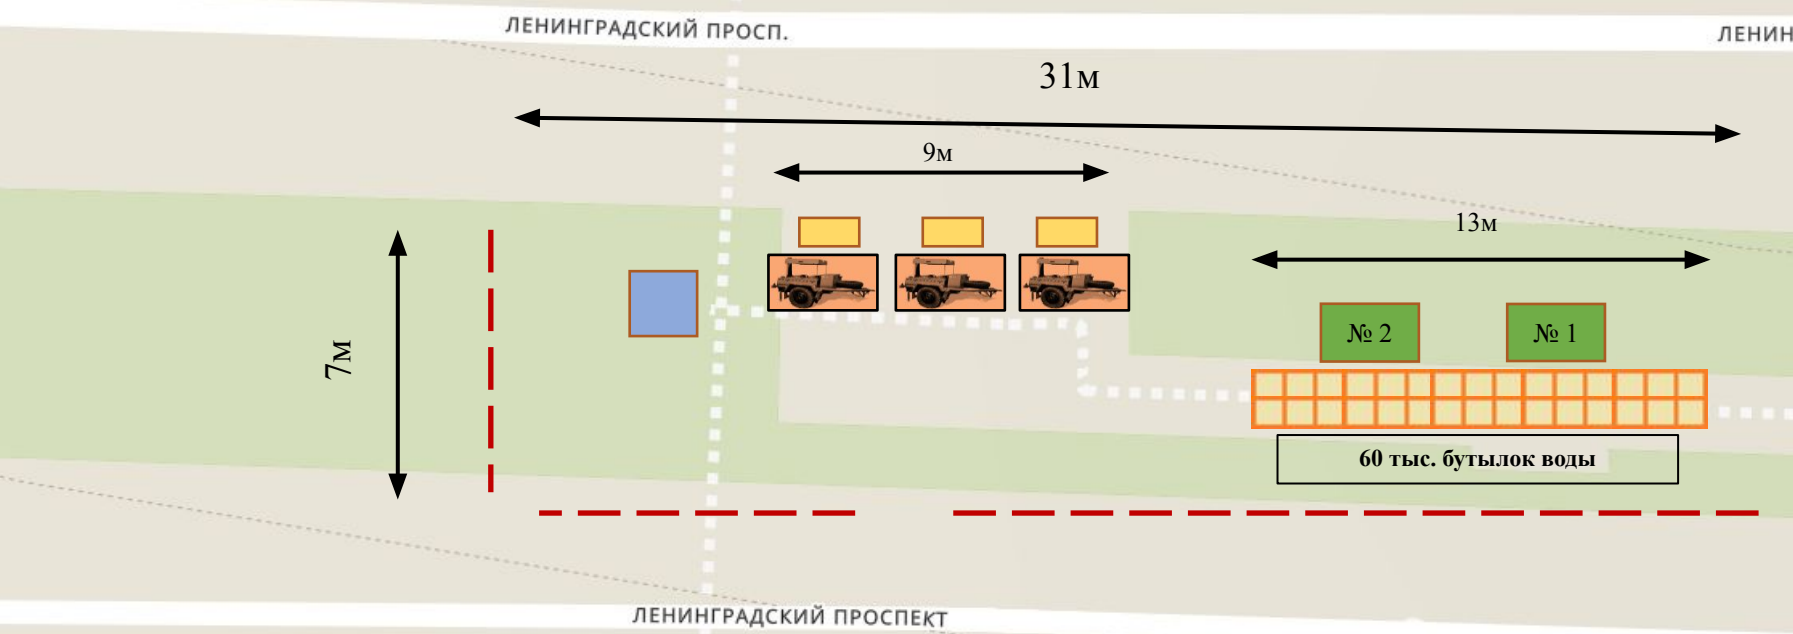 ЛЕНИНГРАДСКИЙ ПРОСП.
ЛЕНИН
31м
9м
13м
7м
№ 2
№ 1
60 тыс. бутылок воды
ЛЕНИНГРАДСКИЙ ПРОСПЕКТ